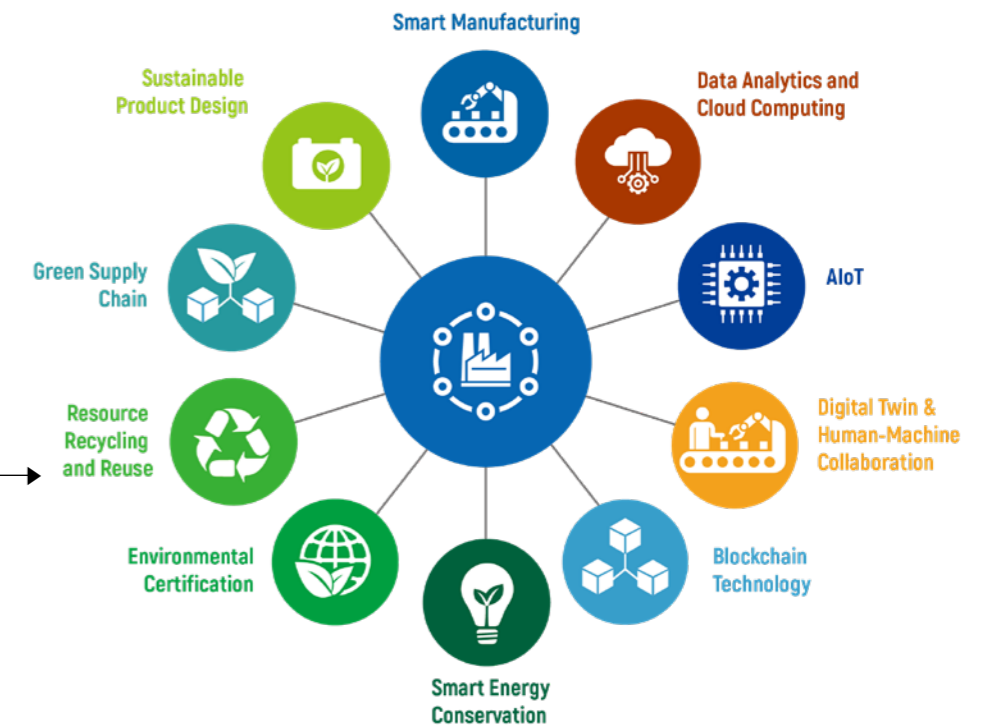 Smart Manufacturing
Sustainable
Product Design
Data Analytics and
Cloud Computing
Green Supply
Chain
AIoT
Resource
Recycling
and Reuse
Digital Twin &
Human-Machine
Collaboration
Environmental
Certification
Blockchain
Technology
Smart Energy
Conservation